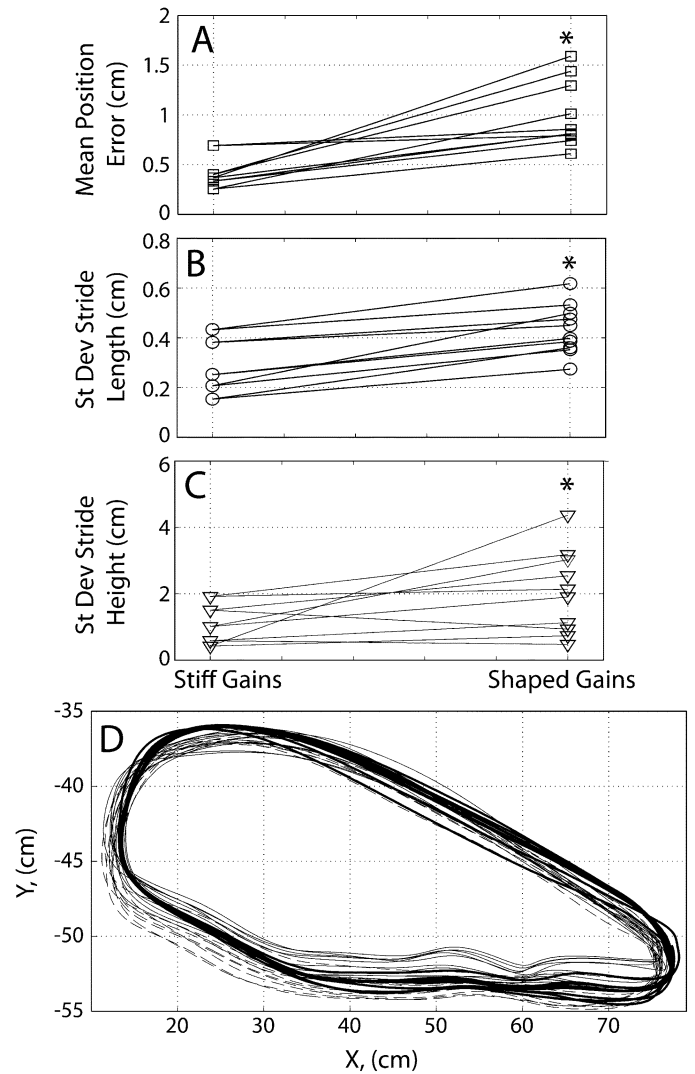 A
*
Mean Position
Error (cm)
2
1.5
1
0.5
0
B
*
St Dev Stride
Length (cm)
0.8
0.6
0.4
0.2
0
C
*
St Dev Stride
Height (cm)
6
4
2
0
Stiff Gains
Shaped Gains
D
Y, (cm)
-35
-40
-45
-50
-55
20 30 40 50 60 70
X, (cm)